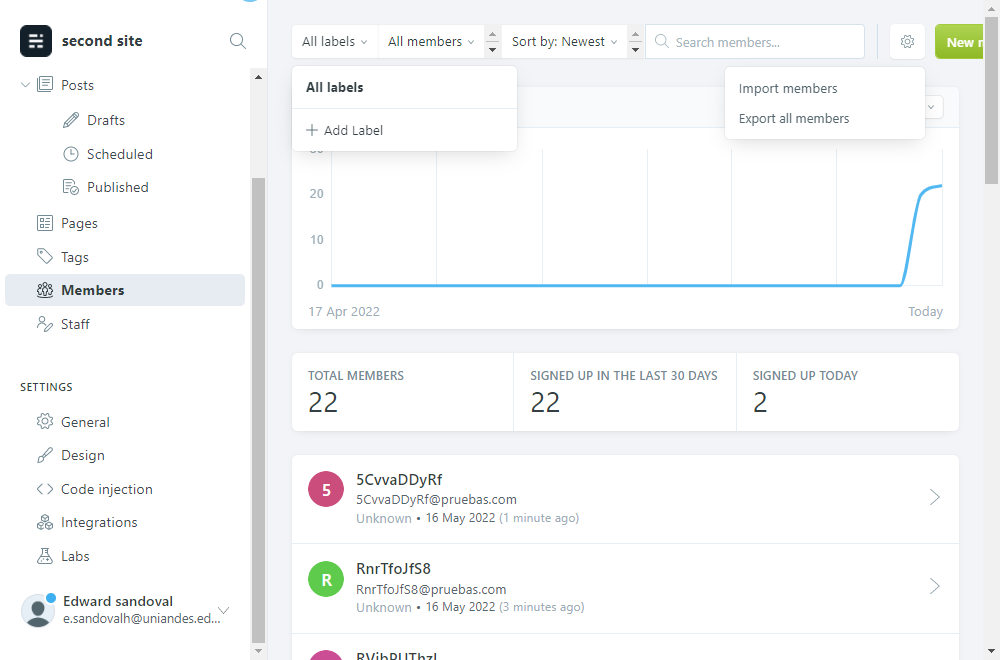 second site
Posts
Drafts
Scheduled
Published
Pages
Tags
Members
Staff
SETTINGS
General
Design
Code injection
Integrations
Labs
Edward sandoval
e.sandovalh@uniandes.ed...
All labels
All members
Sort by: Newest
Search members...
New m
All labels
Add Label
Import members
Export all members
30
20
10
0
17 Apr 2022
Today
TOTAL MEMBERS
22
SIGNED UP IN THE LAST 30 DAYS
22
SIGNED UP TODAY
2
5
5CvvaDDyRf
5CvvaDDyRf@pruebas.com
Unknown • 16 May 2022 (1 minute ago)
R
RnrTfoJfS8
RnrTfoJfS8@pruebas.com
Unknown • 16 May 2022 (3 minutes ago)